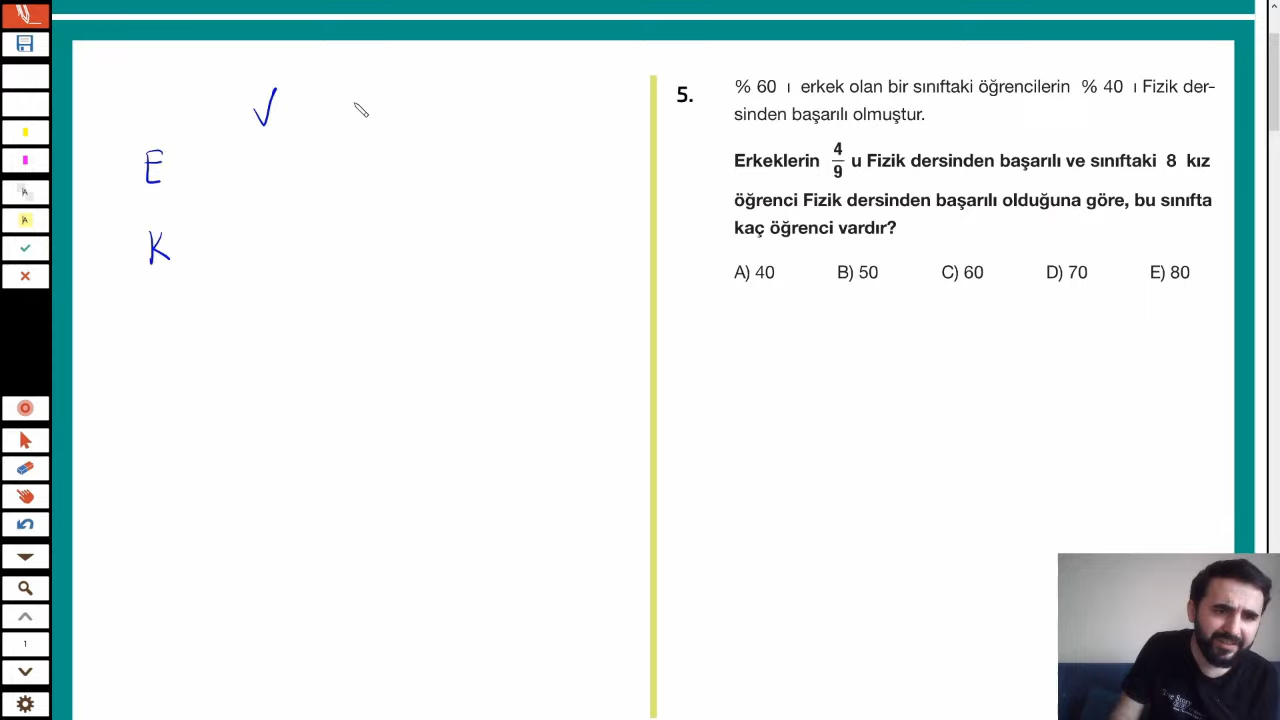 ✓
E
K
5.
% 60 ı erkek olan bir sınıftaki öğrencilerin % 40 ı Fizik der-
sinden başarılı olmuştur.
Erkeklerin 4/9 u Fizik dersinden başarılı ve sınıftaki 8 kız
öğrenci Fizik dersinden başarılı olduğuna göre, bu sınıfta
kaç öğrenci vardır?
A) 40 B) 50 C) 60 D) 70 E) 80
A
A
1